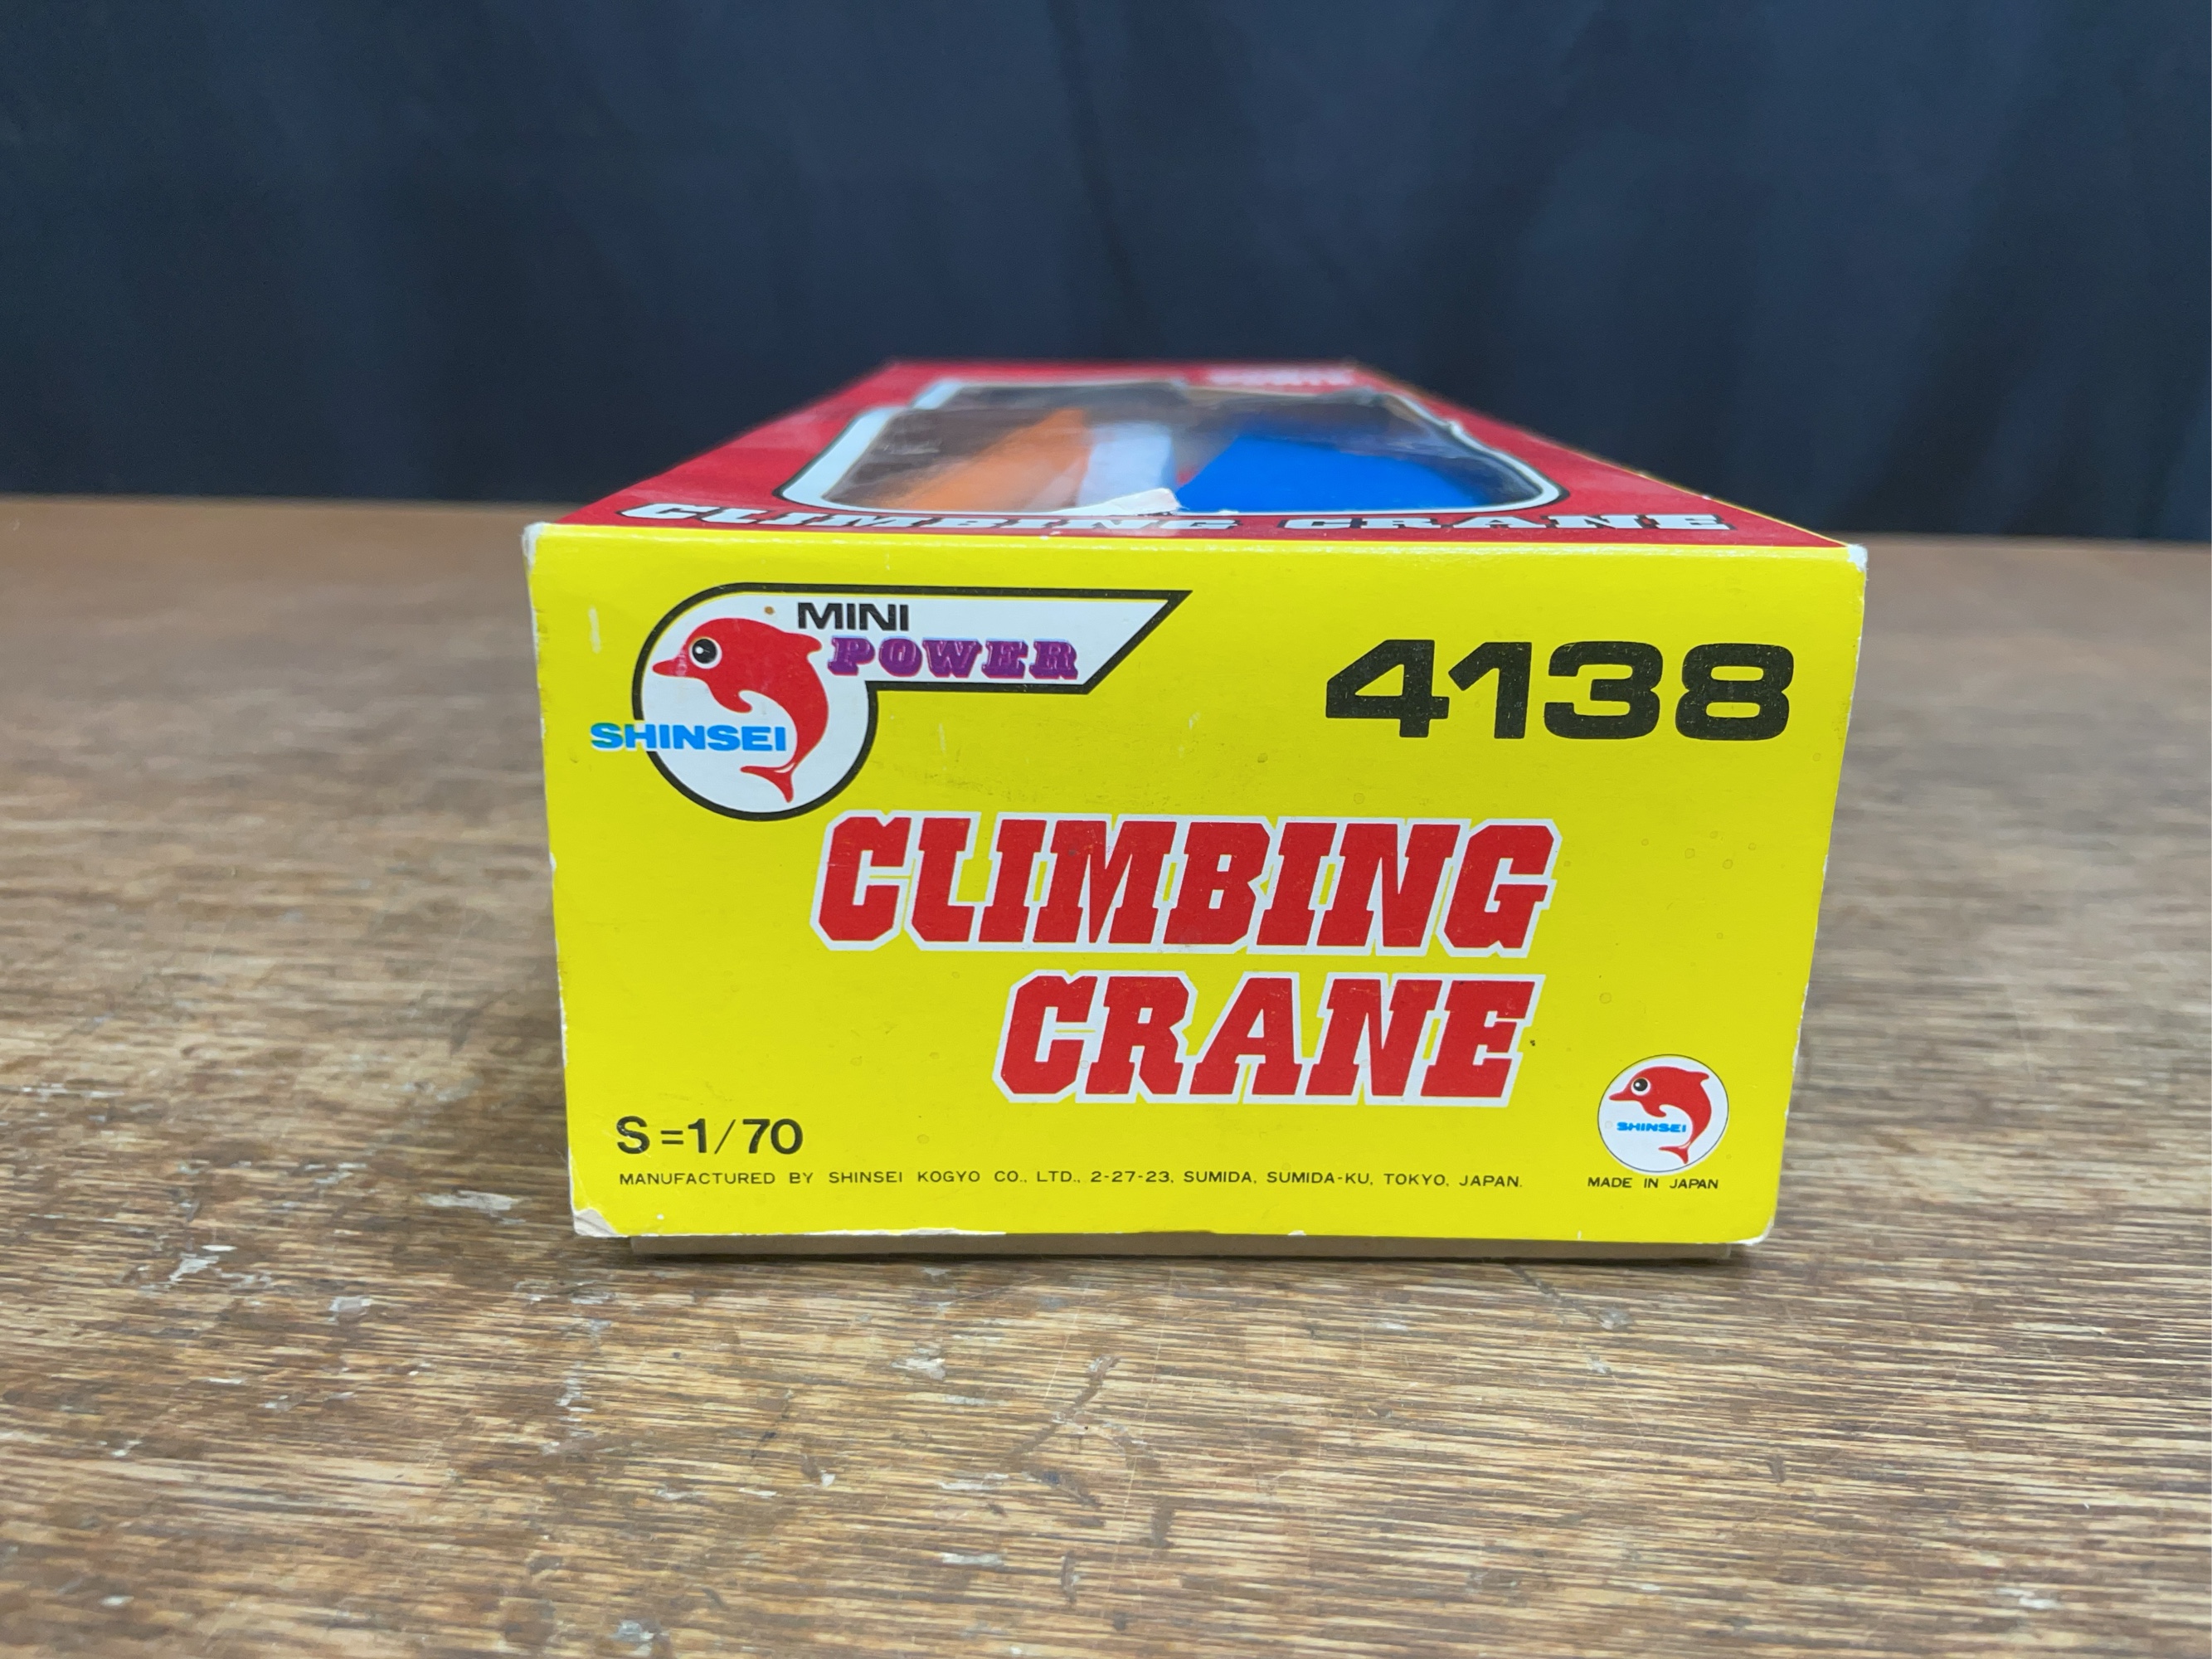 CLIMBING CRANE
MINI
POWER
SHINSEI
4138
CLIMBING
CRANE
S=1/70
MANUFACTURED BY SHINSEI KOGYO CO., LTD., 2-27-23, SUMIDA, SUMIDA-KU, TOKYO, JAPAN.
SHINSEI
MADE IN JAPAN